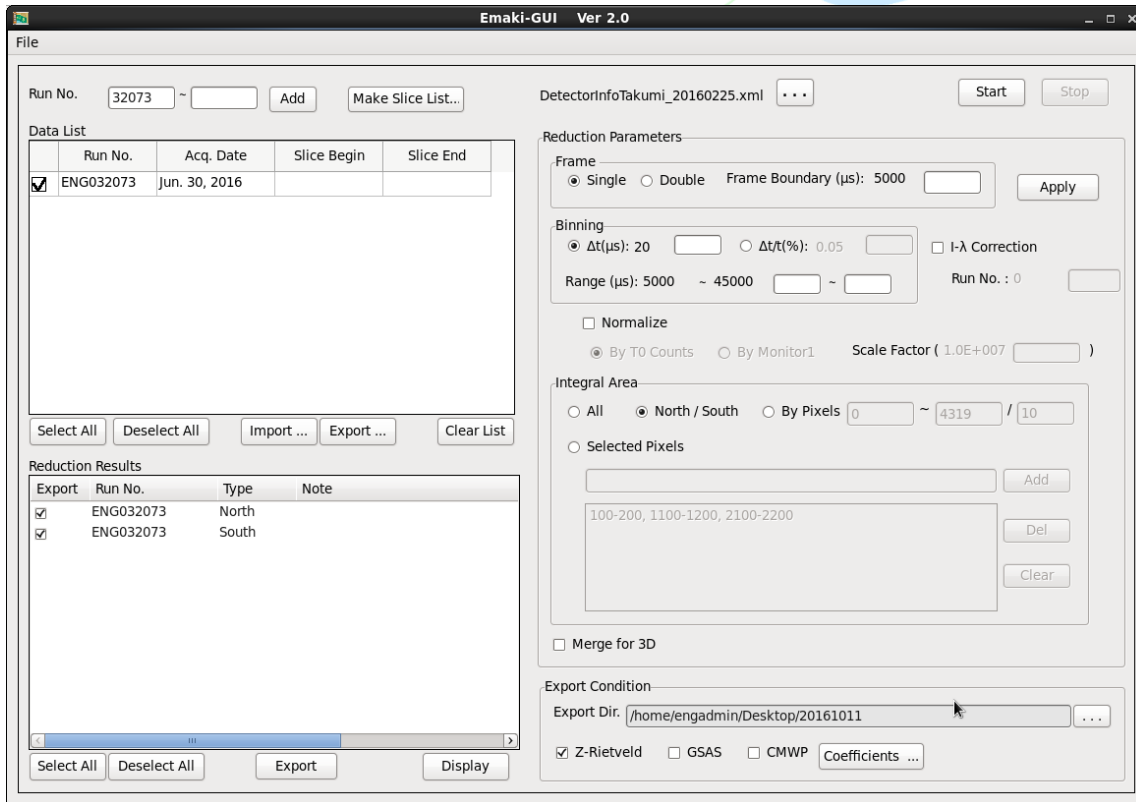 Emaki-GUI Ver 2.0
File
Run No. 32073 ~ Add Make Slice List...
Data List
Run No. Acq. Date Slice Begin Slice End
ENG032073 Jun. 30, 2016
Select All Deselect All Import ... Export ... Clear List
Reduction Results
Export Run No. Type Note
ENG032073 North
ENG032073 South
Select All Deselect All Export Display
DetectorInfoTakumi_20160225.xml ... Start Stop
Reduction Parameters
Frame
Single Double Frame Boundary (μs): 5000
Apply
Binning
Δt(μs): 20 Δt/t(%): 0.05
Range (μs): 5000 ~ 45000 ~
I-λ Correction
Run No. : 0
Normalize
By T0 Counts By Monitor1 Scale Factor ( 1.0E+007 )
Integral Area
All North / South By Pixels 0 ~ 4319 / 10
Selected Pixels
Add
100-200, 1100-1200, 2100-2200
Del
Clear
Merge for 3D
Export Condition
Export Dir. /home/engadmin/Desktop/20161011 ...
Z-Rietveld GSAS CMWP Coefficients ...